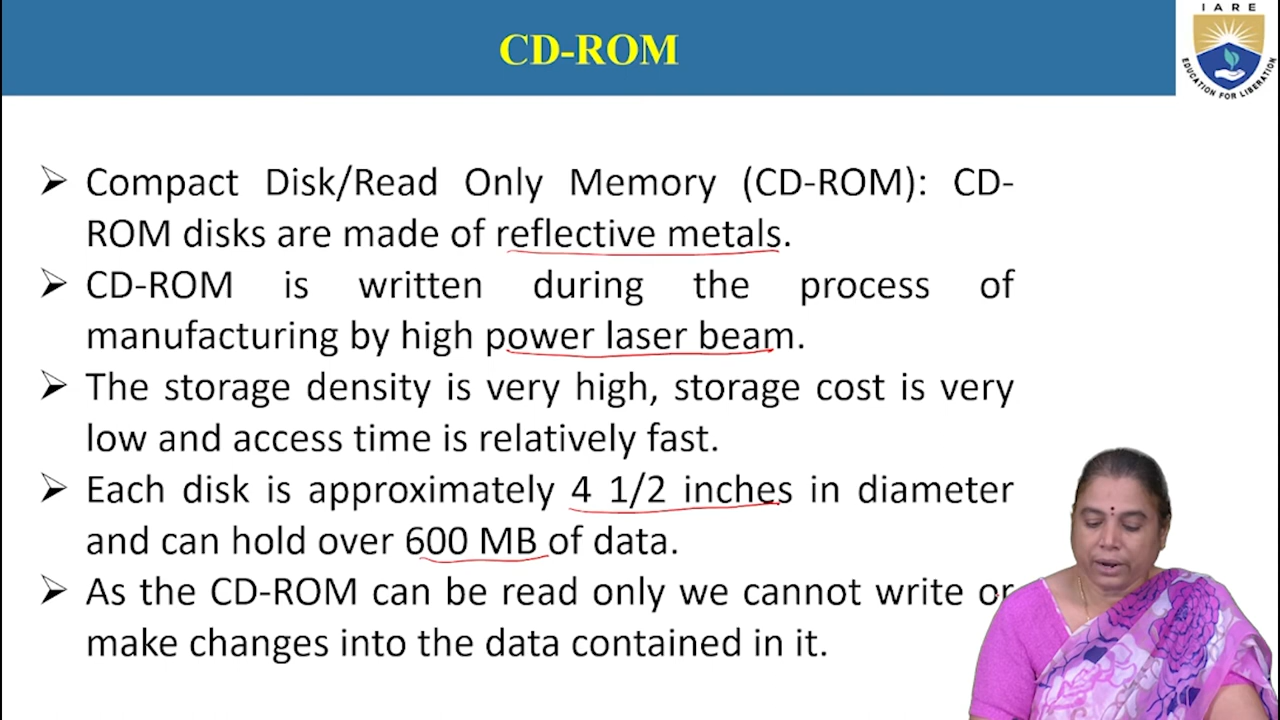 IARE
EDUCATION FOR LIBERATION
CD-ROM
➢ Compact Disk/Read Only Memory (CD-ROM): CD-
ROM disks are made of reflective metals.
➢ CD-ROM is written during the process of
manufacturing by high power laser beam.
➢ The storage density is very high, storage cost is very
low and access time is relatively fast.
➢ Each disk is approximately 4 1/2 inches in diameter
and can hold over 600 MB of data.
➢ As the CD-ROM can be read only we cannot write or
make changes into the data contained in it.